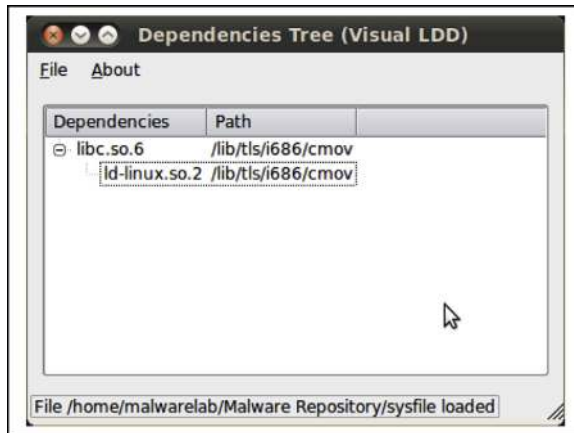 Dependencies Tree (Visual LDD)
File About
Dependencies Path
libc.so.6 /lib/tls/i686/cmov
ld-linux.so.2 /lib/tls/i686/cmov
File /home/malwarelab/Malware Repository/sysfile loaded